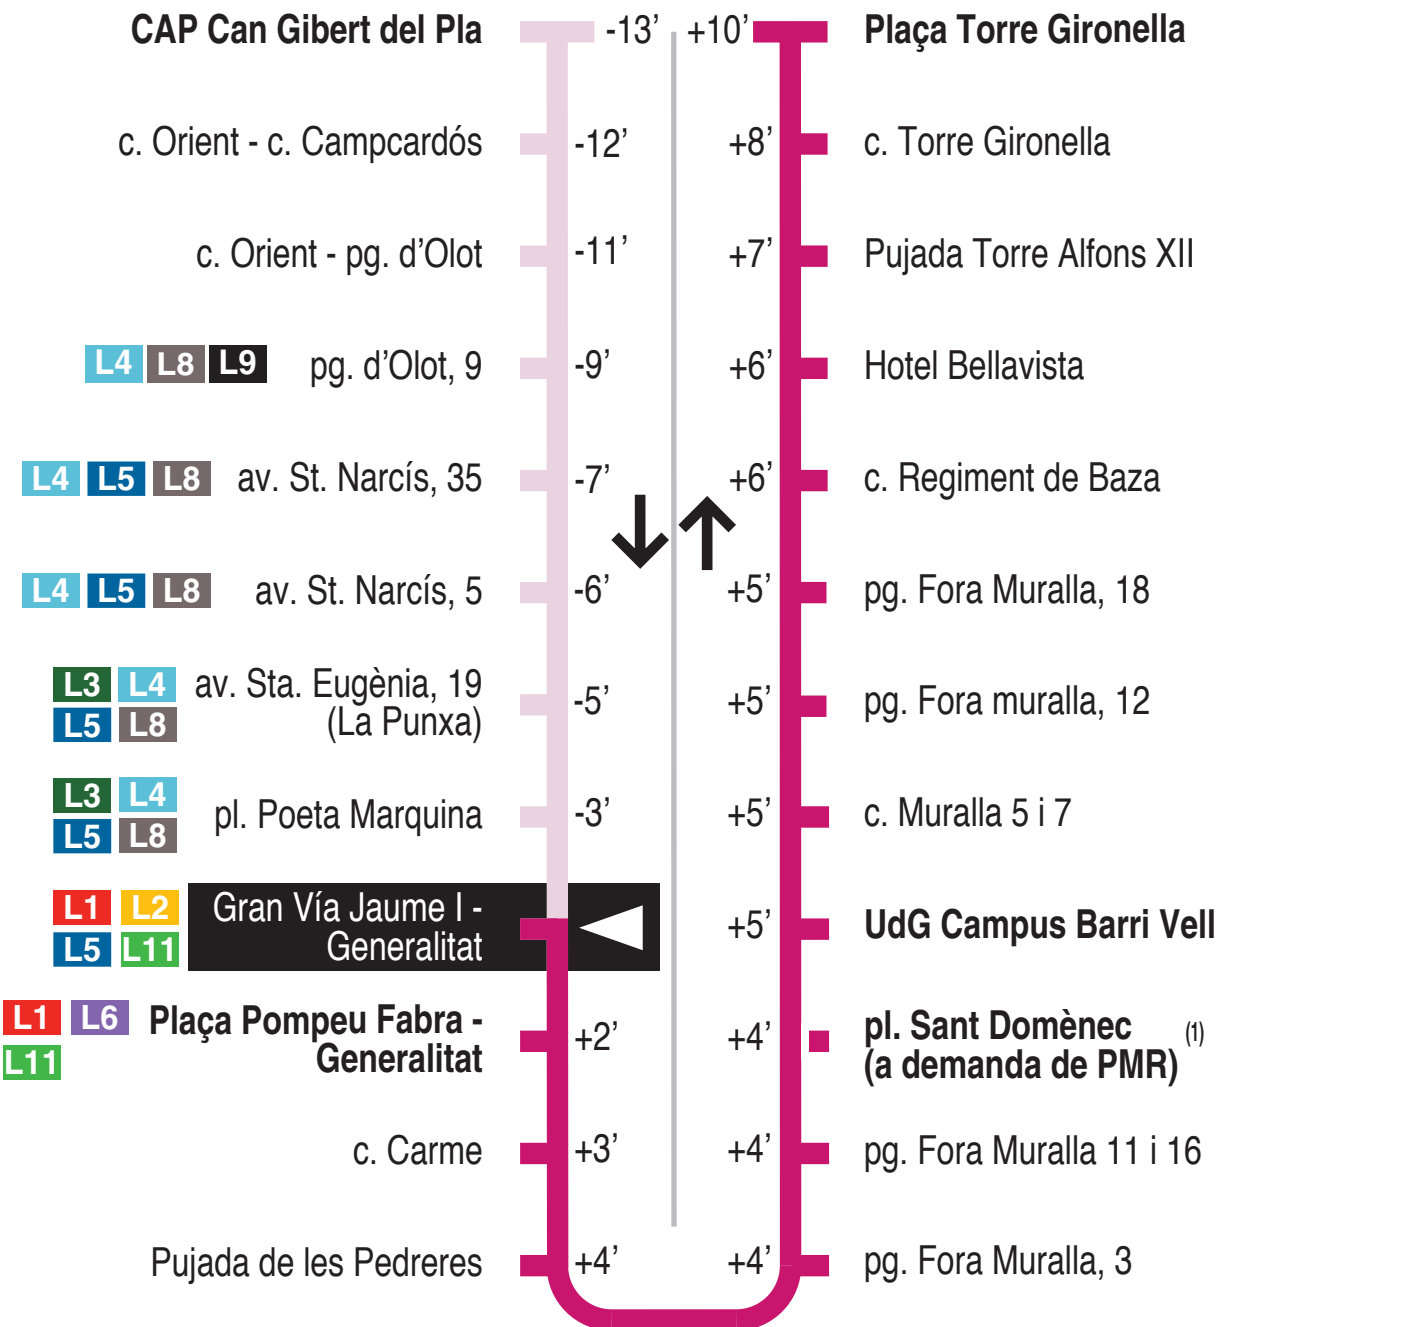 CAP Can Gibert del Pla -13’
c. Orient - c. Campcardós -12’
c. Orient - pg. d’Olot -11’
L4 L8 L9 pg. d’Olot, 9 -9’
L4 L5 L8 av. St. Narcís, 35 -7’
L4 L5 L8 av. St. Narcís, 5 -6’
L3 L4 av. Sta. Eugènia, 19 -5’
L5 L8 (La Punxa)
L3 L4 pl. Poeta Marquina -3’
L5 L8
L1 L2 Gran Vía Jaume I -
L5 L11 Generalitat
L1 L6 Plaça Pompeu Fabra - +2’
L11 Generalitat
c. Carme +3’
Pujada de les Pedreres +4’
+10’ Plaça Torre Gironella
+8’ c. Torre Gironella
+7’ Pujada Torre Alfons XII
+6’ Hotel Bellavista
+6’ c. Regiment de Baza
+5’ pg. Fora Muralla, 18
+5’ pg. Fora muralla, 12
+5’ c. Muralla 5 i 7
+5’ UdG Campus Barri Vell
+4’ pl. Sant Domènec (1)
(a demanda de PMR)
+4’ pg. Fora Muralla 11 i 16
+4’ pg. Fora Muralla, 3